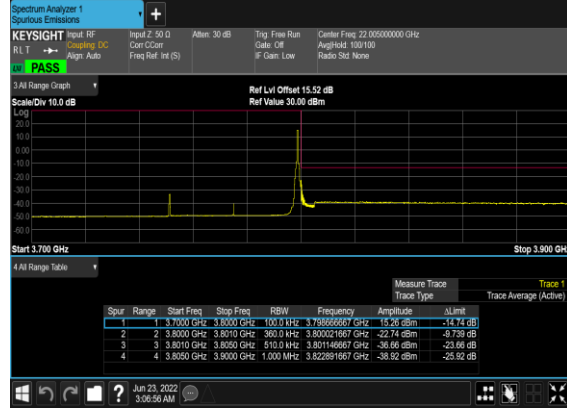 Spectrum Analyzer 1
Spurious Emissions
+
KEYSIGHT Input: RF Input Z: 50 Ω Atten: 30 dB Trig: Free Run Center Freq: 22.005000000 GHz
RLT Coupling: DC Corr CCorr Gate: Off Avg|Hold: 100/100
Align: Auto Freq Ref: Int (S) IF Gain: Low Radio Std: None
LW PASS
3 All Range Graph
Ref Lvl Offset 15.52 dB
Scale/Div 10.0 dB Ref Value 30.00 dBm
Log
20.0
10.0
0.00
-10.0
-20.0
-30.0
-40.0
-50.0
-60.0
Start 3.700 GHz Stop 3.900 GHz
4 All Range Table
Measure Trace Trace 1
Trace Type Trace Average (Active)
Spur Range Start Freq Stop Freq RBW Frequency Amplitude ΔLimit
1 1 3.7000 GHz 3.8000 GHz 100.0 kHz 3.798666667 GHz 15.26 dBm -14.74 dB
2 2 3.8000 GHz 3.8010 GHz 360.0 kHz 3.800021667 GHz -22.74 dBm -9.739 dB
3 3 3.8010 GHz 3.8050 GHz 510.0 kHz 3.801146667 GHz -36.66 dBm -23.66 dB
4 4 3.8050 GHz 3.9000 GHz 1.000 MHz 3.822891667 GHz -38.92 dBm -25.92 dB
? Jun 23, 2022
3:06:56 AM